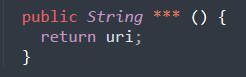 public String *** () {
return uri;
}